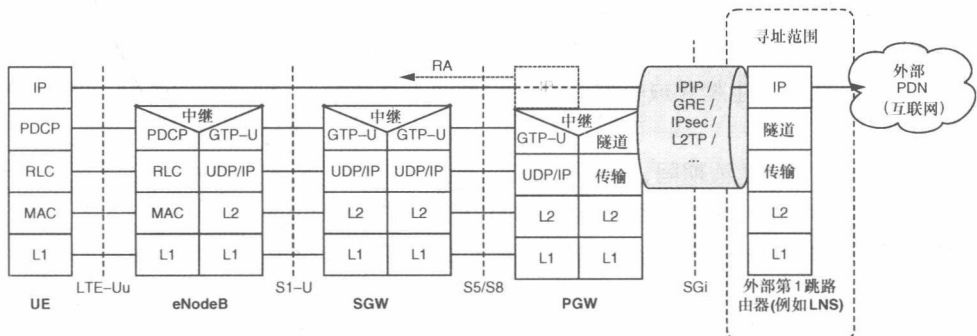 寻址范围
RA
外部
PDN
(互联网)
IP
IP
IPIP /
GRE /
IPsec /
L2TP /
...
IP
中继
中继
中继
PDCP
PDCP
GTP-U
GTP-U
GTP-U
GTP-U
隧道
隧道
RLC
RLC
UDP/IP
UDP/IP
UDP/IP
UDP/IP
传输
传输
MAC
MAC
L2
L2
L2
L2
L2
L2
L1
L1
L1
L1
L1
L1
L1
L1
LTE-Uu
S1-U
S5/S8
SGi
UE
eNodeB
SGW
PGW
外部第1跳路
由器(例如LNS)